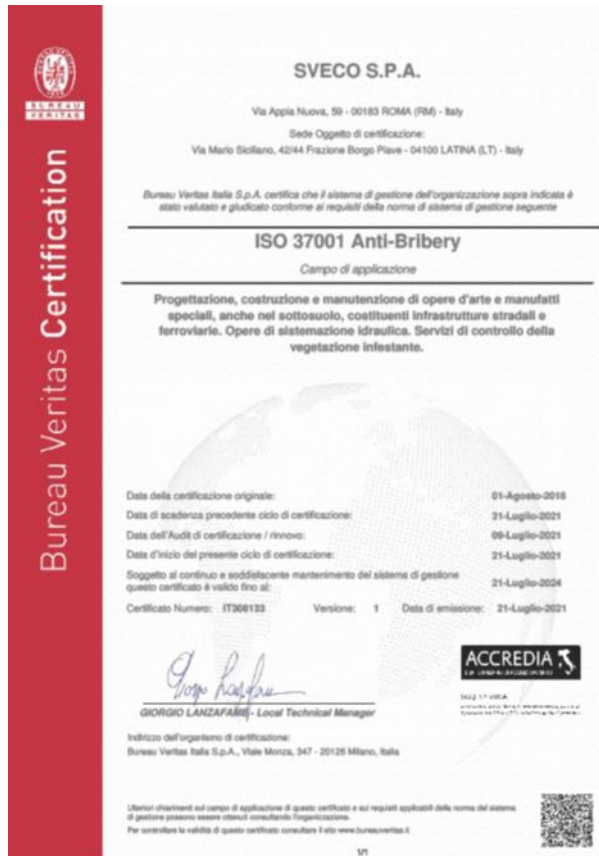 BUREAU
VERITAS
Bureau Veritas Certification
SVECO S.P.A.
Via Appia Nuova, 59 - 00183 ROMA (RM) - Italy
Sede Oggetto di certificazione:
Via Mario Siciliano, 42/44 Frazione Borgo Piave - 04100 LATINA (LT) - Italy
Bureau Veritas Italia S.p.A. certifica che il sistema di gestione dell'organizzazione sopra indicata è
stato valutato e giudicato conforme ai requisiti della norma di sistema di gestione seguente
ISO 37001 Anti-Bribery
Campo di applicazione
Progettazione, costruzione e manutenzione di opere d'arte e manufatti
speciali, anche nel sottosuolo, costituenti infrastrutture stradali e
ferroviarie. Opere di sistemazione idraulica. Servizi di controllo della
vegetazione infestante.
Data della certificazione originale: 01-Agosto-2018
Data di scadenza precedente ciclo di certificazione: 31-Luglio-2021
Data dell'Audit di certificazione / rinnovo: 09-Luglio-2021
Data d'inizio del presente ciclo di certificazione: 21-Luglio-2021
Soggetto al continuo e soddisfacente mantenimento del sistema di gestione
questo certificato è valido fino al: 21-Luglio-2024
Certificato Numero: IT308133 Versione: 1 Data di emissione: 21-Luglio-2021
ACCREDIA
GIORGIO LANZAFAME - Local Technical Manager
Indirizzo dell'organismo di certificazione:
Bureau Veritas Italia S.p.A., Viale Monza, 347 - 20126 Milano, Italia
Ulteriori chiarimenti sul campo di applicazione di questo certificato e sui requisiti applicabili della norma del sistema
di gestione possono essere ottenuti consultando l'organizzazione.
Per controllare la validità di questo certificato consultare il sito www.bureauveritas.it
1/1